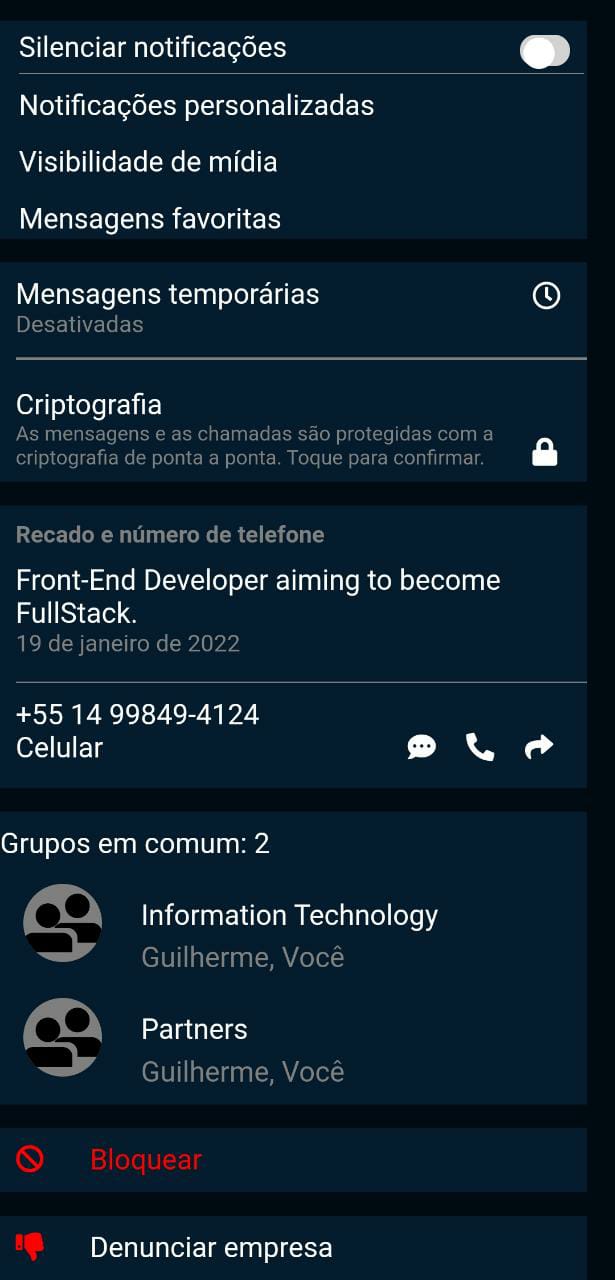 Silenciar notificações
Notificações personalizadas
Visibilidade de mídia
Mensagens favoritas
Mensagens temporárias
Desativadas
Criptografia
As mensagens e as chamadas são protegidas com a
criptografia de ponta a ponta. Toque para confirmar.
Recado e número de telefone
Front-End Developer aiming to become
FullStack.
19 de janeiro de 2022
+55 14 99849-4124
Celular
Grupos em comum: 2
Information Technology
Guilherme, Você
Partners
Guilherme, Você
Bloquear
Denunciar empresa